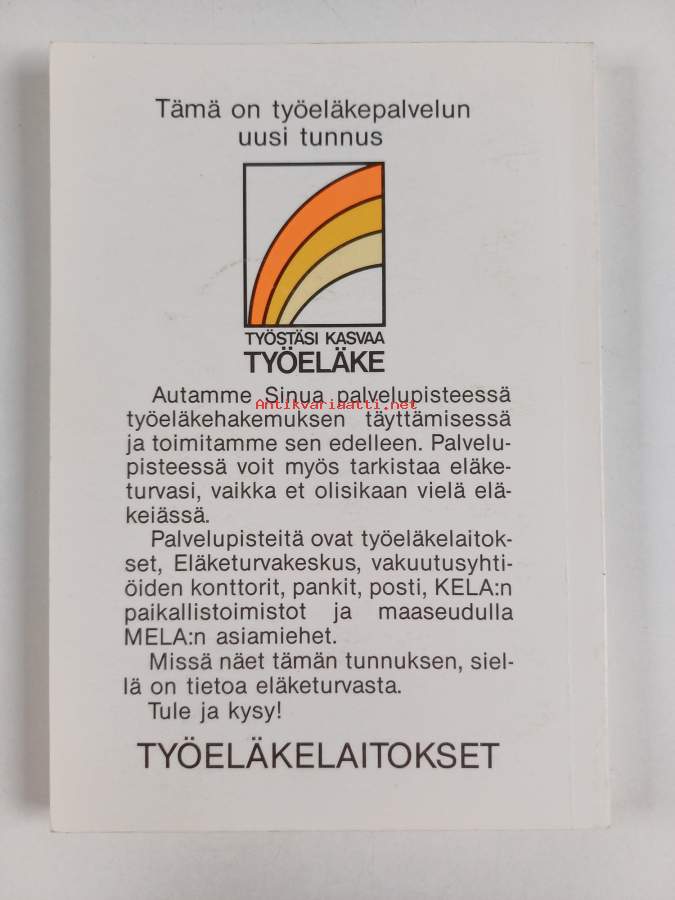 Tämä on työeläkepalvelun
uusi tunnus
TYÖSTÄSI KASVAA
TYÖELÄKE
Autamme Sinua palvelupisteessä
Antikvariaatti.net
työeläkehakemuksen täyttämisessä
ja toimitamme sen edelleen. Palvelu-
pisteessä voit myös tarkistaa eläke-
turvasi, vaikka et olisikaan vielä elä-
keiässä.
Palvelupisteitä ovat työeläkelaitok-
set, Eläketurvakeskus, vakuutusyhti-
öiden konttorit, pankit, posti, KELA:n
paikallistoimistot ja maaseudulla
MELA:n asiamiehet.
Missä näet tämän tunnuksen, siel-
lä on tietoa eläketurvasta.
Tule ja kysy!
TYÖELÄKELAITOKSET